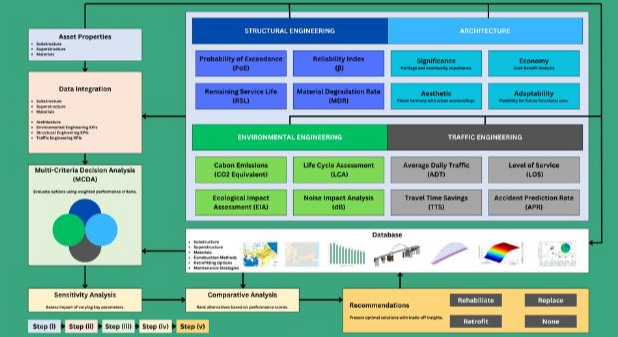 Asset Properties
• Substructure
• Superstructure
• Materials
Data Integration
• Substructure
• Superstructure
• Materials
• Architecture
• Environmental Engineering KPIs
• Structural Engineering KPIs
• Traffic Engineering KPIs
Multi-Criteria Decision Analysis
(MCDA)
Evaluate options using weighted performance criteria.
Sensitivity Analysis
Assess impact of varying key parameters.
Step (i)
Step (ii)
Step (iii)
Step (iv)
Step (v)
STRUCTURAL ENGINEERING
ARCHITECTURE
Probability of Exceedance
(PoE)
Reliability Index
(β)
Significance
Heritage and community importance.
Economy
Cost-Benefit Analysis
Remaining Service Life
(RSL)
Material Degradation Rate
(MDR)
Aesthetic
Visual harmony with urban surroundings.
Adaptability
Flexibility for future functional uses.
ENVIRONMENTAL ENGINEERING
TRAFFIC ENGINEERING
Cabon Emissions
(CO2 Equivalent)
Life Cycle Assessment
(LCA)
Average Daily Traffic
(ADT)
Level of Service
(LOS)
Ecological Impact
Assessment (EIA)
Noise Impact Analysis
(dB)
Travel Time Savings
(TTS)
Accident Prediction Rate
(APR)
Database
• Substructure
• Superstructure
• Materials
• Construction Methods
• Retrofitting Options
• Maintenance Strategies
Comparative Analysis
Rank alternatives based on performance scores.
Recommendations
Present optimal solutions with trade-off insights.
Rehabiliate
Replace
Retrofit
None